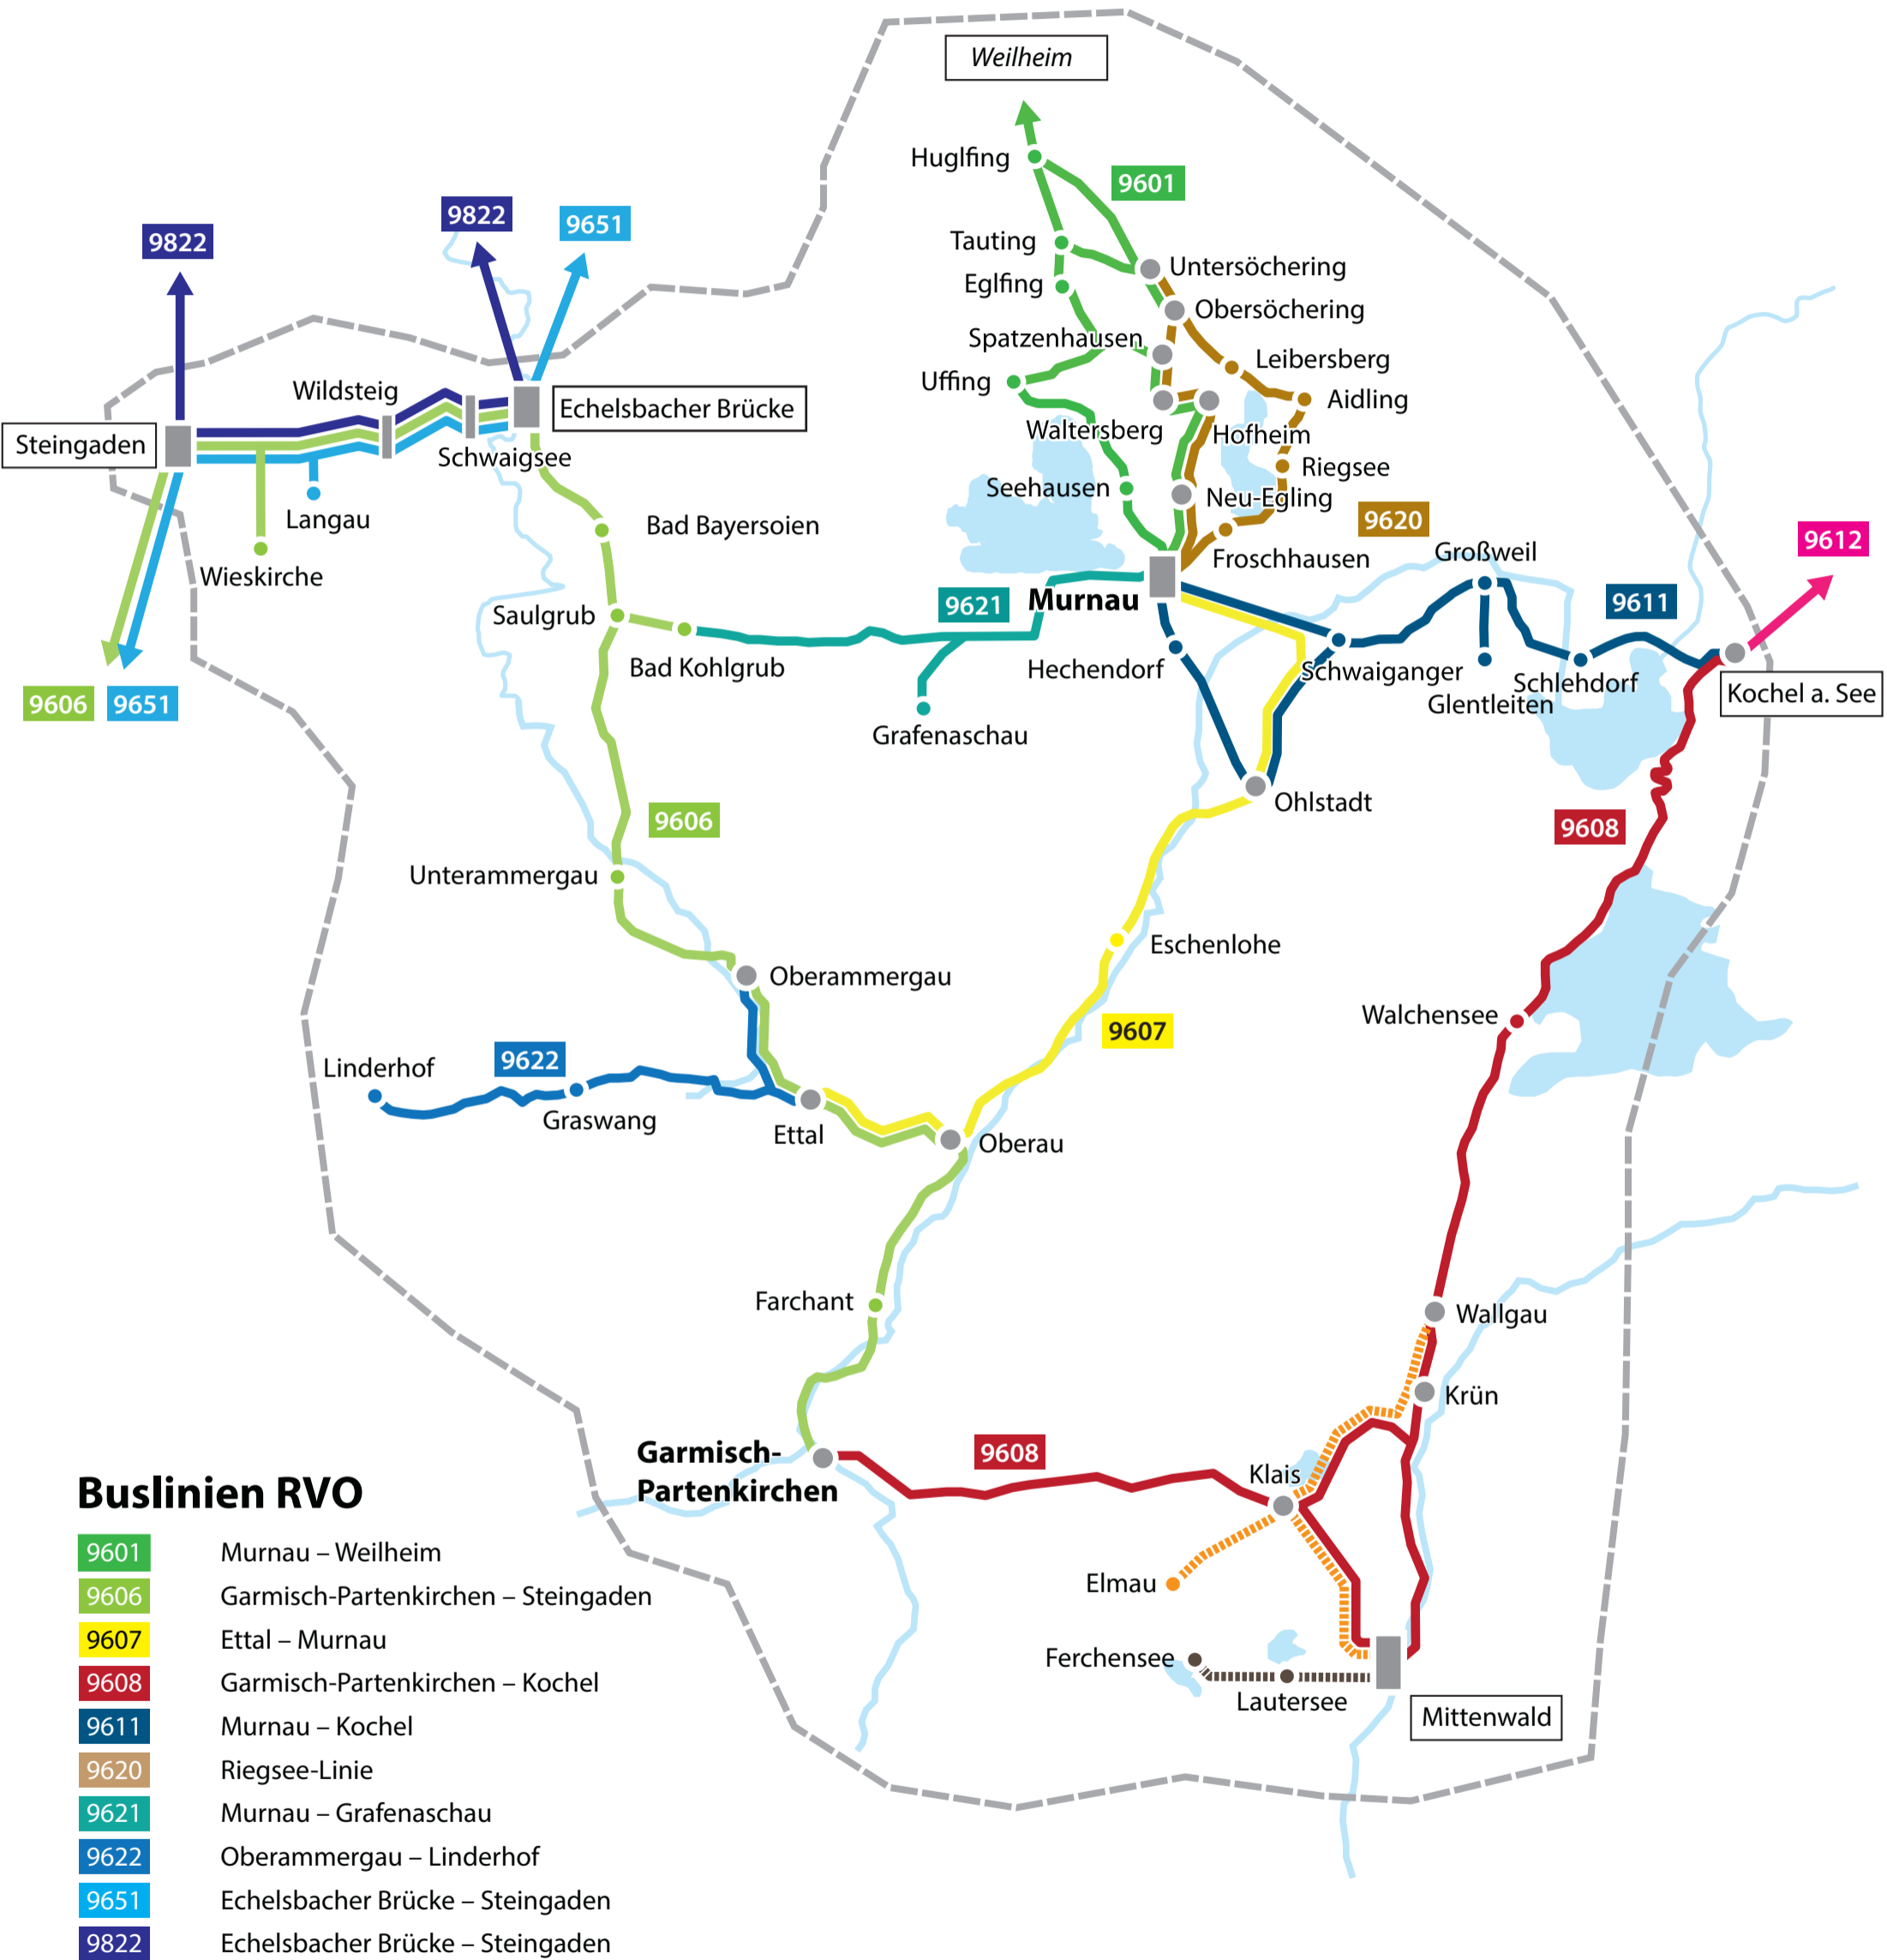 Weilheim
Huglfing
9601
9822
9822
9651
Tauting
Untersöchering
Eglfing
Obersöchering
Spatzenhausen
Leibersberg
Uffing
Aidling
Wildsteig
Echelsbacher Brücke
Steingaden
Schwaigsee
Waltersberg
Hofheim
Riegsee
Langau
Seehausen
Neu-Egling
9620
Bad Bayersoien
Wieskirche
Froschhausen
Großweil
9612
Saulgrub
9621
Murnau
9611
Bad Kohlgrub
Hechendorf
Schwaiganger
Schlehdorf
Glentleiten
Kochel a. See
9606
9651
Grafenaschau
Ohlstadt
9606
9608
Unterammergau
Eschenlohe
Oberammergau
Walchensee
9607
Linderhof
9622
Graswang
Ettal
Oberau
Farchant
Wallgau
Krün
Garmisch-
Partenkirchen
9608
Klais
Elmau
Ferchensee
Lautersee
Mittenwald
Buslinien RVO
9601 Murnau – Weilheim
9606 Garmisch-Partenkirchen – Steingaden
9607 Ettal – Murnau
9608 Garmisch-Partenkirchen – Kochel
9611 Murnau – Kochel
9620 Riegsee-Linie
9621 Murnau – Grafenaschau
9622 Oberammergau – Linderhof
9651 Echelsbacher Brücke – Steingaden
9822 Echelsbacher Brücke – Steingaden